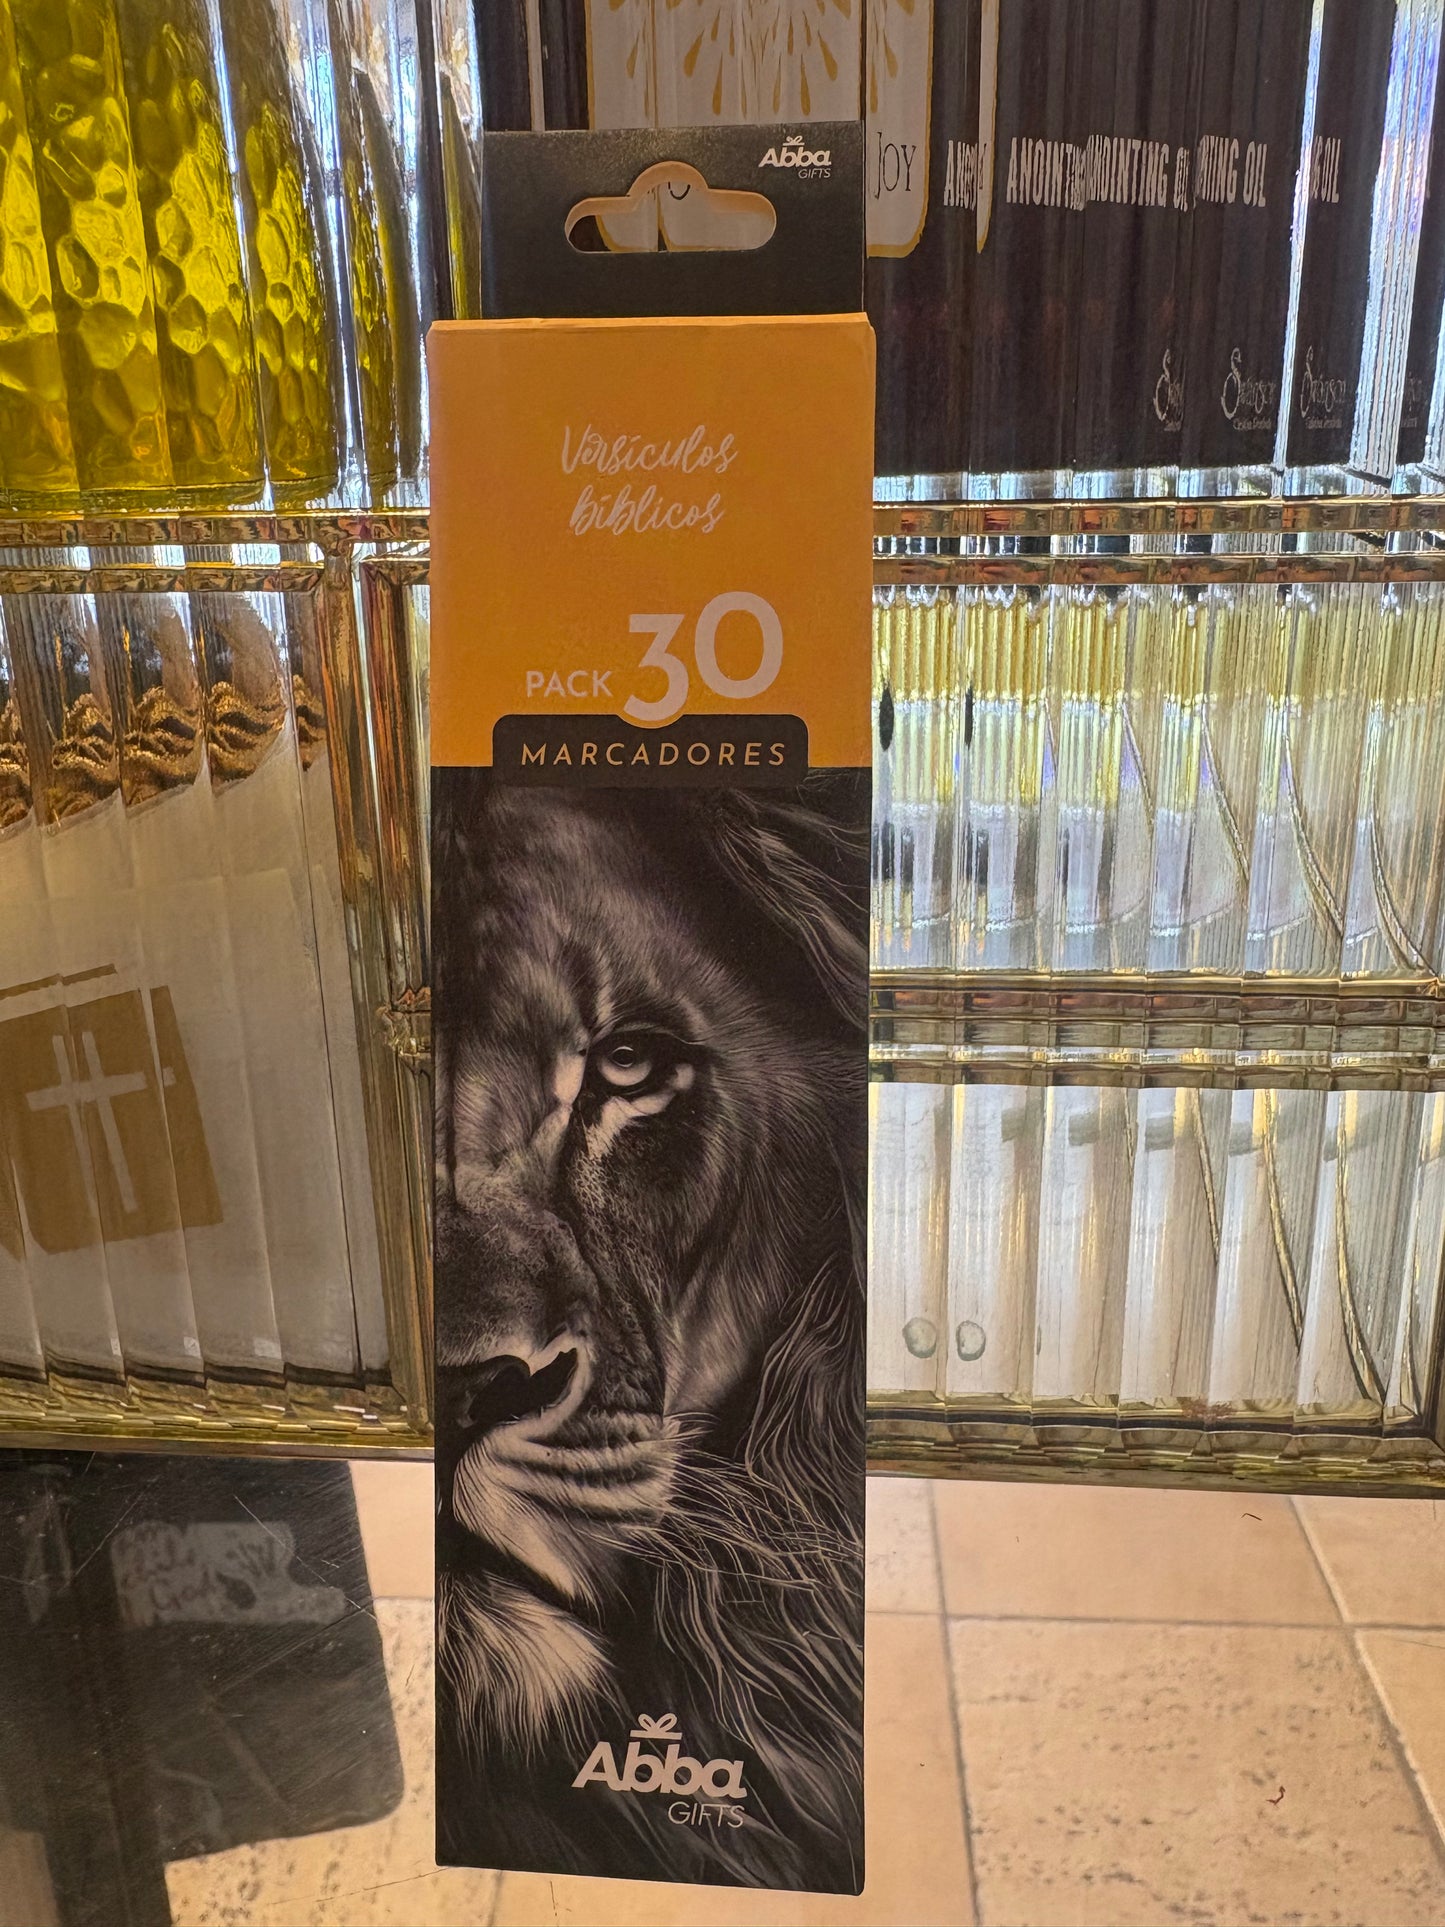 Abba
GIFTS
JOY
ANOINTING OIL
Versículos
bíblicos
PACK 30
MARCADORES
Abba
GIFTS